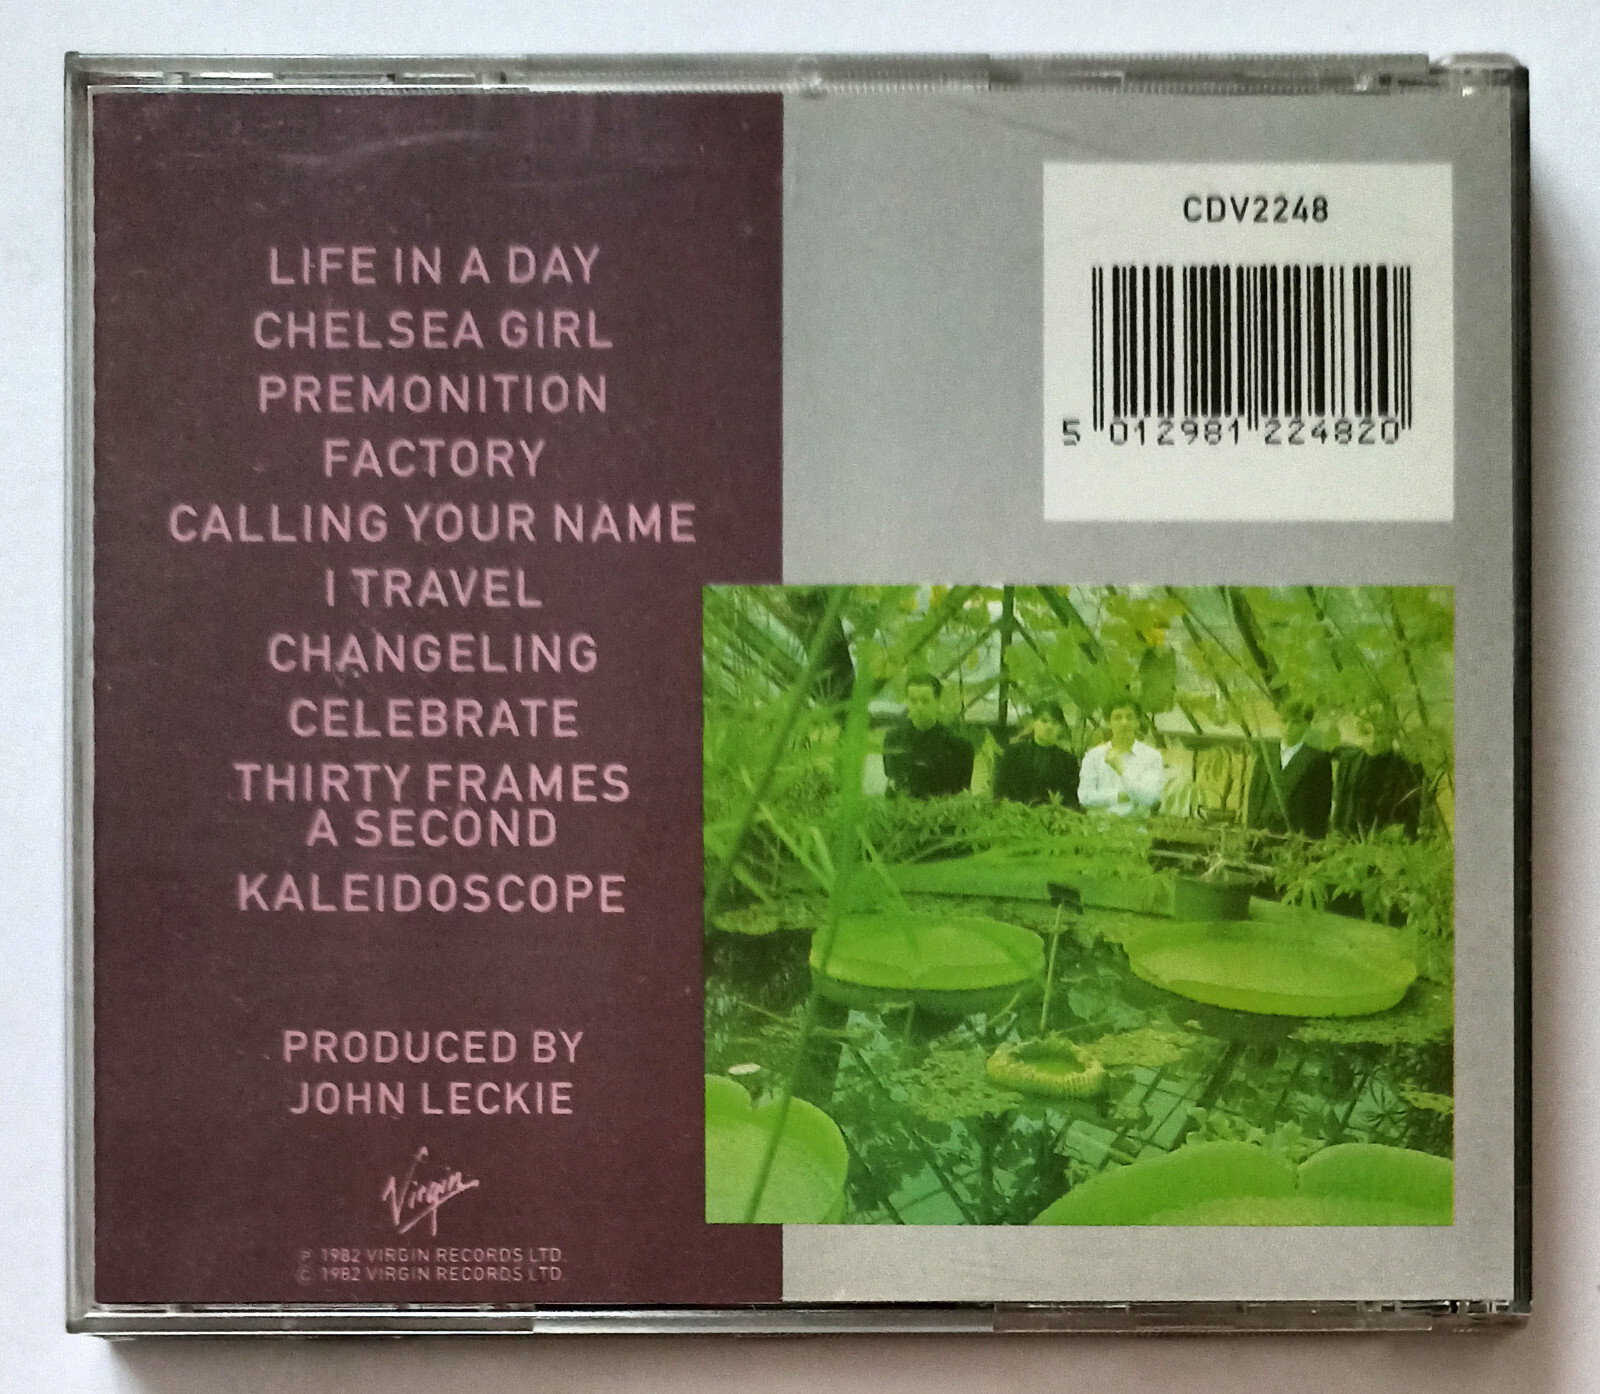 LIFE IN A DAY
CHELSEA GIRL
PREMONITION
FACTORY
CALLING YOUR NAME
I TRAVEL
CHANGELING
CELEBRATE
THIRTY FRAMES
A SECOND
KALEIDOSCOPE
PRODUCED BY
JOHN LECKIE
Virgin
℗ 1982 VIRGIN RECORDS LTD.
© 1982 VIRGIN RECORDS LTD.
CDV2248
5 012981 224820